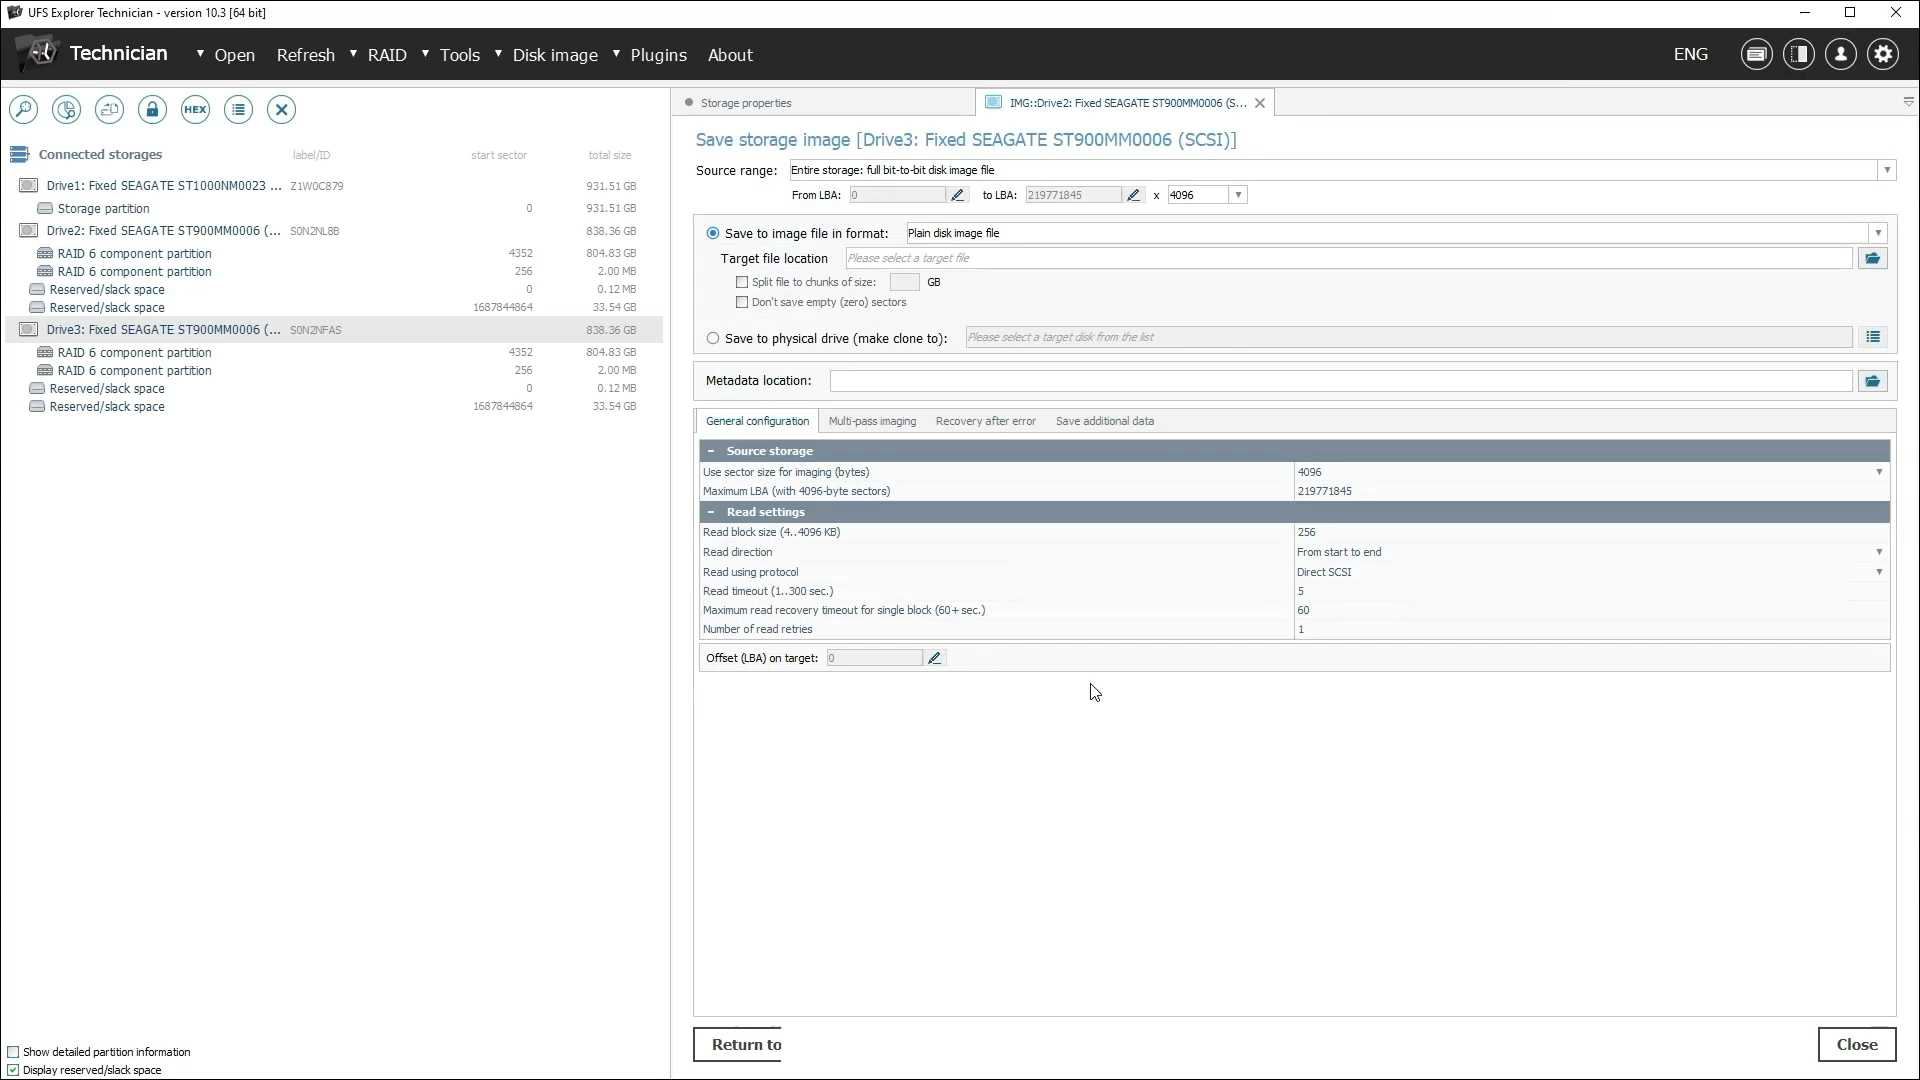 UFS Explorer Technician - version 10.3 [64 bit]
Technician Open Refresh RAID Tools Disk image Plugins About ENG
HEX
Storage properties IMG::Drive2: Fixed SEAGATE ST900MM0006 (S...
Connected storages label/ID start sector total size
Drive1: Fixed SEAGATE ST1000NM0023 ... Z1W0C879 931.51 GB
Storage partition 0 931.51 GB
Drive2: Fixed SEAGATE ST900MM0006 (... S0N2NL8B 838.36 GB
RAID 6 component partition 4352 804.83 GB
RAID 6 component partition 256 2.00 MB
Reserved/slack space 0 0.12 MB
Reserved/slack space 1687844864 33.54 GB
Drive3: Fixed SEAGATE ST900MM0006 (... S0N2NFAS 838.36 GB
RAID 6 component partition 4352 804.83 GB
RAID 6 component partition 256 2.00 MB
Reserved/slack space 0 0.12 MB
Reserved/slack space 1687844864 33.54 GB
Show detailed partition information
Display reserved/slack space
Save storage image [Drive3: Fixed SEAGATE ST900MM0006 (SCSI)]
Source range: Entire storage: full bit-to-bit disk image file
From LBA: 0 to LBA: 219771845 x 4096
Save to image file in format: Plain disk image file
Target file location Please select a target file
Split file to chunks of size: GB
Don't save empty (zero) sectors
Save to physical drive (make clone to): Please select a target disk from the list
Metadata location:
General configuration Multi-pass imaging Recovery after error Save additional data
Source storage
Use sector size for imaging (bytes) 4096
Maximum LBA (with 4096-byte sectors) 219771845
Read settings
Read block size (4..4096 KB) 256
Read direction From start to end
Read using protocol Direct SCSI
Read timeout (1..300 sec.) 5
Maximum read recovery timeout for single block (60+ sec.) 60
Number of read retries 1
Offset (LBA) on target: 0
Return to Close